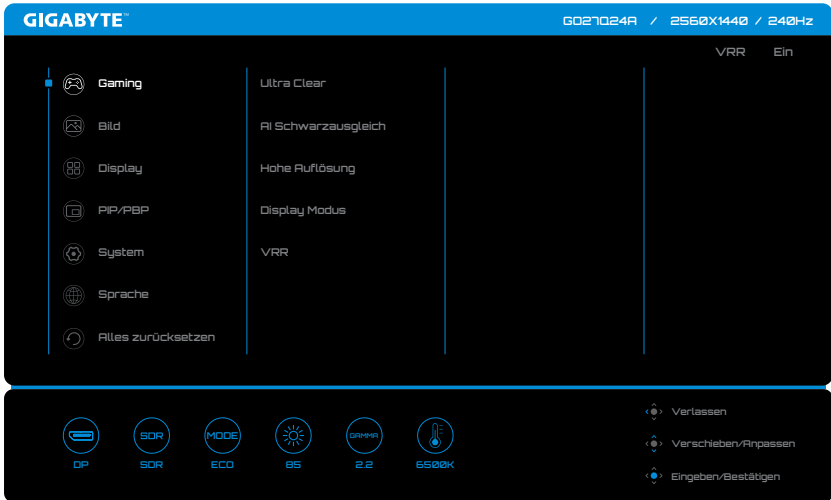 GIGABYTE™ GO27Q24A / 2560X1440 / 240Hz
VRR Ein
Gaming Ultra Clear
Bild AI Schwarzausgleich
Display Hohe Auflösung
PIP/PBP Display Modus
System VRR
Sprache
Alles zurücksetzen
Verlassen
SDR MODE GAMMA
Verschieben/Anpassen
DP SDR ECO 85 2.2 6500K
Eingeben/Bestätigen